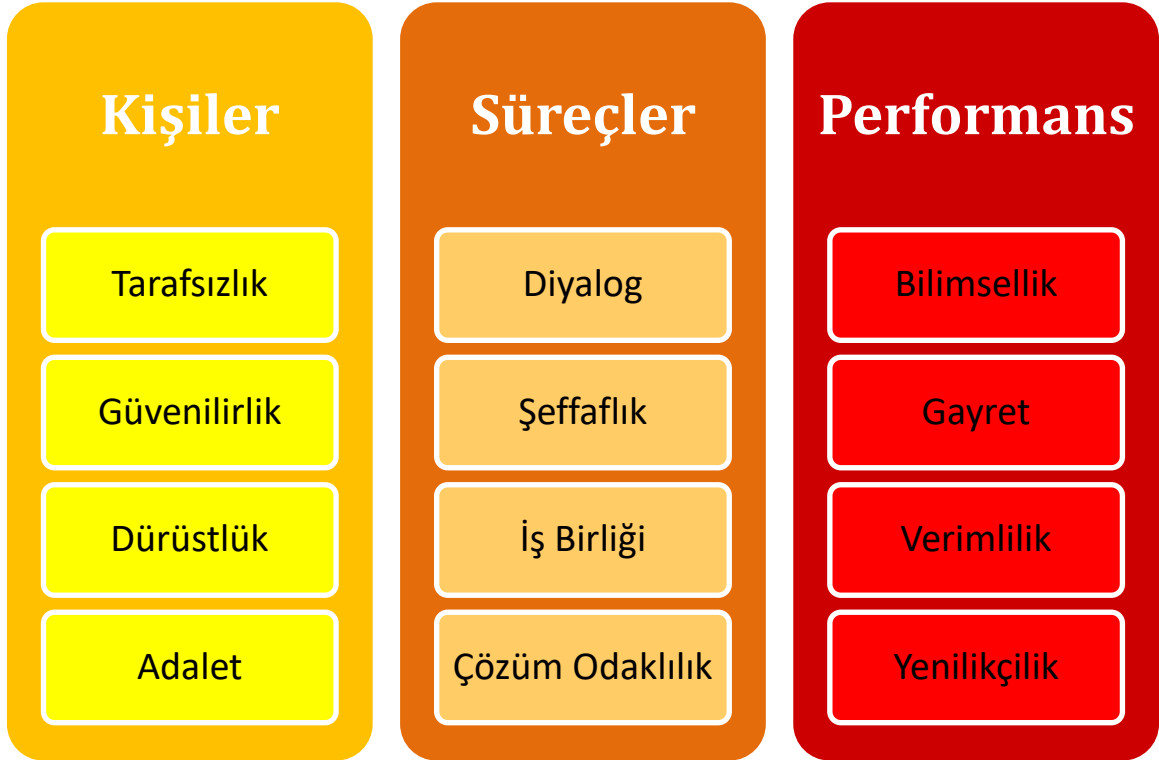 Kişiler
Tarafsızlık
Güvenilirlik
Dürüstlük
Adalet
Süreçler
Diyalog
Şeffaflık
İş Birliği
Çözüm Odaklılık
Performans
Bilimsellik
Gayret
Verimlilik
Yenilikçilik